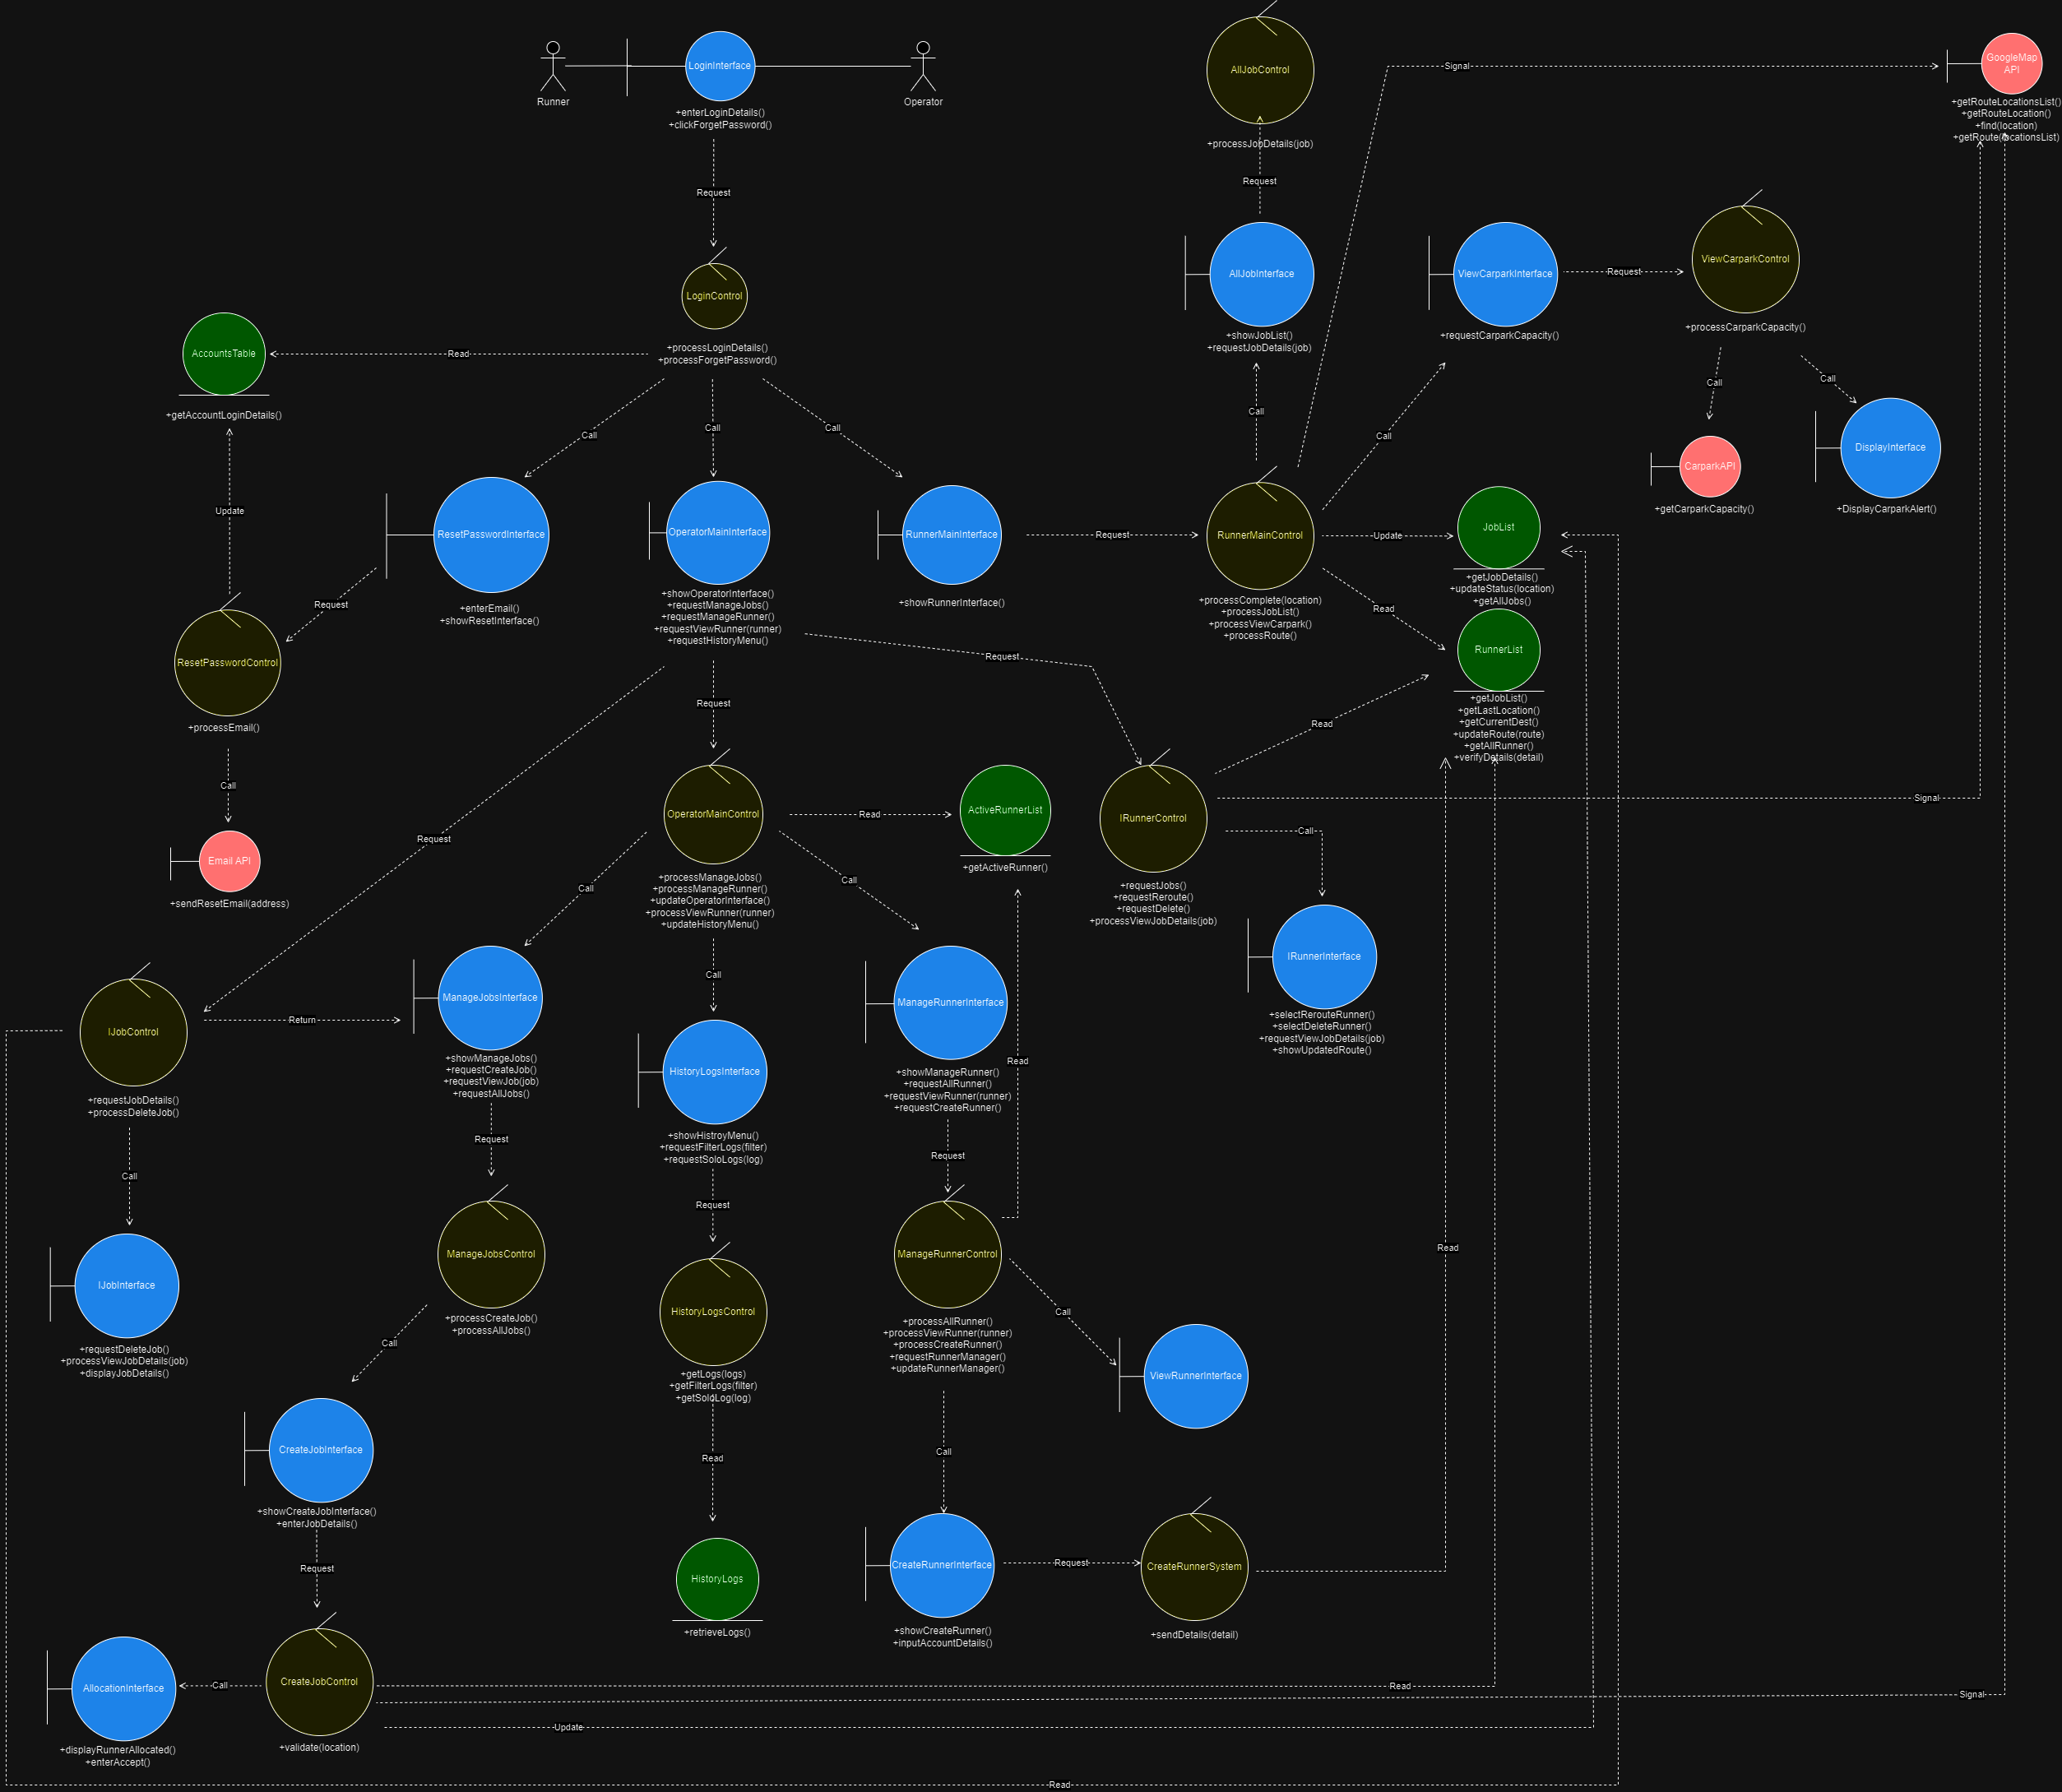 Runner
LoginInterface
+enterLoginDetails()
+clickForgetPassword()
Operator
AllJobControl
+processJobDetails(job)
Signal
GoogleMap
API
+getRouteLocationsList()
+getRouteLocation()
+find(location)
+getRoute(locationsList)
Request
Request
LoginControl
+processLoginDetails()
+processForgetPassword()
AllJobInterface
+showJobList()
+requestJobDetails(job)
ViewCarparkInterface
+requestCarparkCapacity()
Request
ViewCarparkControl
+processCarparkCapacity()
AccountsTable
+getAccountLoginDetails()
Read
Call
Call
Call
Call
Call
Call
Call
CarparkAPI
+getCarparkCapacity()
DisplayInterface
+DisplayCarparkAlert()
Update
ResetPasswordInterface
+enterEmail()
+showResetInterface()
OperatorMainInterface
+showOperatorInterface()
+requestManageJobs()
+requestManageRunner()
+requestViewRunner(runner)
+requestHistoryMenu()
RunnerMainInterface
+showRunnerInterface()
Request
RunnerMainControl
+processComplete(location)
+processJobList()
+processViewCarpark()
+processRoute()
Update
JobList
+getJobDetails()
+updateStatus(location)
+getAllJobs()
Request
Read
RunnerList
+getJobList()
+getLastLocation()
+getCurrentDest()
+updateRoute(route)
+getAllRunner()
+verifyDetails(detail)
ResetPasswordControl
+processEmail()
Request
Request
Read
Call
Email API
+sendResetEmail(address)
Request
OperatorMainControl
+processManageJobs()
+processManageRunner()
+updateOperatorInterface()
+processViewRunner(runner)
+updateHistoryMenu()
Read
ActiveRunnerList
+getActiveRunner()
IRunnerControl
+requestJobs()
+requestReroute()
+requestDelete()
+processViewJobDetails(job)
Signal
Call
Call
Call
Call
IRunnerInterface
+selectRerouteRunner()
+selectDeleteRunner()
+requestViewJobDetails(job)
+showUpdatedRoute()
IJobControl
+requestJobDetails()
+processDeleteJob()
Return
ManageJobsInterface
+showManageJobs()
+requestCreateJob()
+requestViewJob(job)
+requestAllJobs()
HistoryLogsInterface
+showHistroyMenu()
+requestFilterLogs(filter)
+requestSoloLogs(log)
ManageRunnerInterface
+showManageRunner()
+requestAllRunner()
+requestViewRunner(runner)
+requestCreateRunner()
Read
Call
Request
Request
Request
IJobInterface
+requestDeleteJob()
+processViewJobDetails(job)
+displayJobDetails()
ManageJobsControl
+processCreateJob()
+processAllJobs()
HistoryLogsControl
+getLogs(logs)
+getFilterLogs(filter)
+getSoloLog(log)
ManageRunnerControl
+processAllRunner()
+processViewRunner(runner)
+processCreateRunner()
+requestRunnerManager()
+updateRunnerManager()
Read
Call
Call
ViewRunnerInterface
CreateJobInterface
+showCreateJobInterface()
+enterJobDetails()
Read
Call
Request
HistoryLogs
+retrieveLogs()
CreateRunnerInterface
+showCreateRunner()
+inputAccountDetails()
Request
CreateRunnerSystem
+sendDetails(detail)
AllocationInterface
+displayRunnerAllocated()
+enterAccept()
Call
CreateJobControl
+validate(location)
Read
Signal
Update
Read